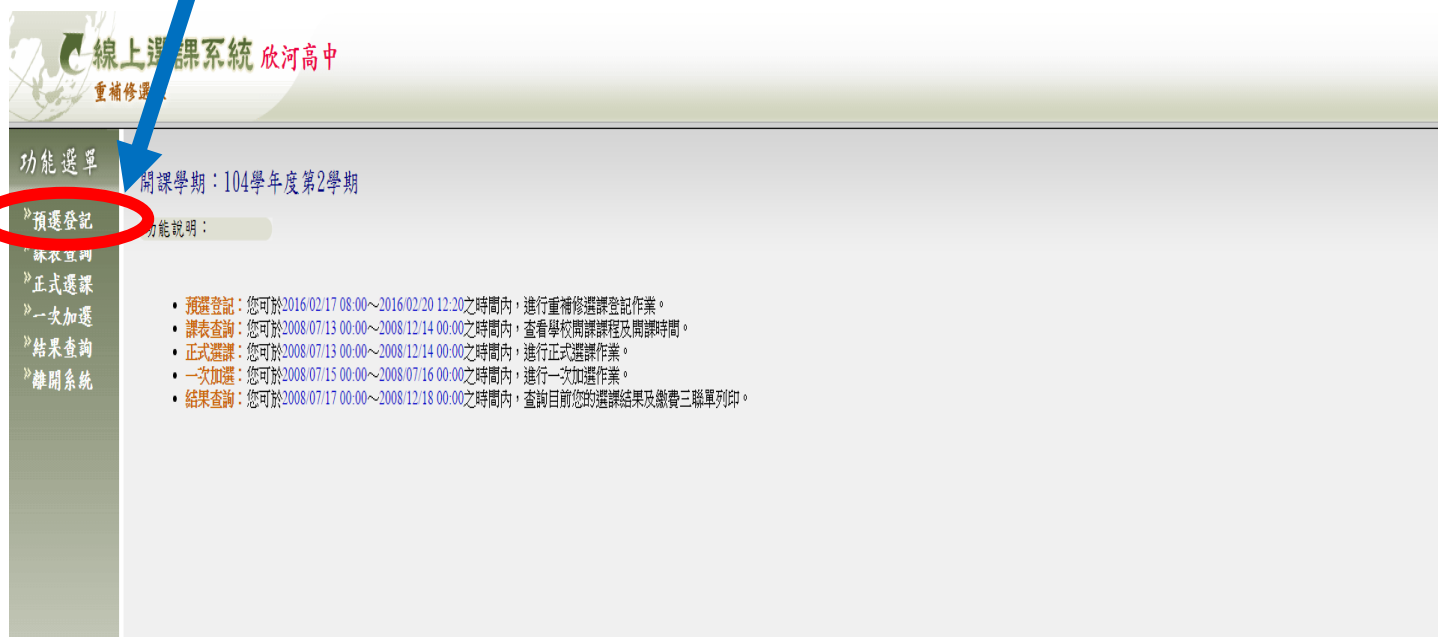 線上選課系統 欣河高中
重補修選
功能選單
開課學期：104學年度第2學期
»預選登記
功能說明：
»課表查詢
»正式選課
»一次加選
»結果查詢
»離開系統
• 預選登記：您可於2016/02/17 08:00～2016/02/20 12:20之時間內，進行重補修選課登記作業。
• 課表查詢：您可於2008/07/13 00:00～2008/12/14 00:00之時間內，查看學校開課課程及開課時間。
• 正式選課：您可於2008/07/13 00:00～2008/12/14 00:00之時間內，進行正式選課作業。
• 一次加選：您可於2008/07/15 00:00～2008/07/16 00:00之時間內，進行一次加選作業。
• 結果查詢：您可於2008/07/17 00:00～2008/12/18 00:00之時間內，查詢目前您的選課結果及繳費三聯單列印。